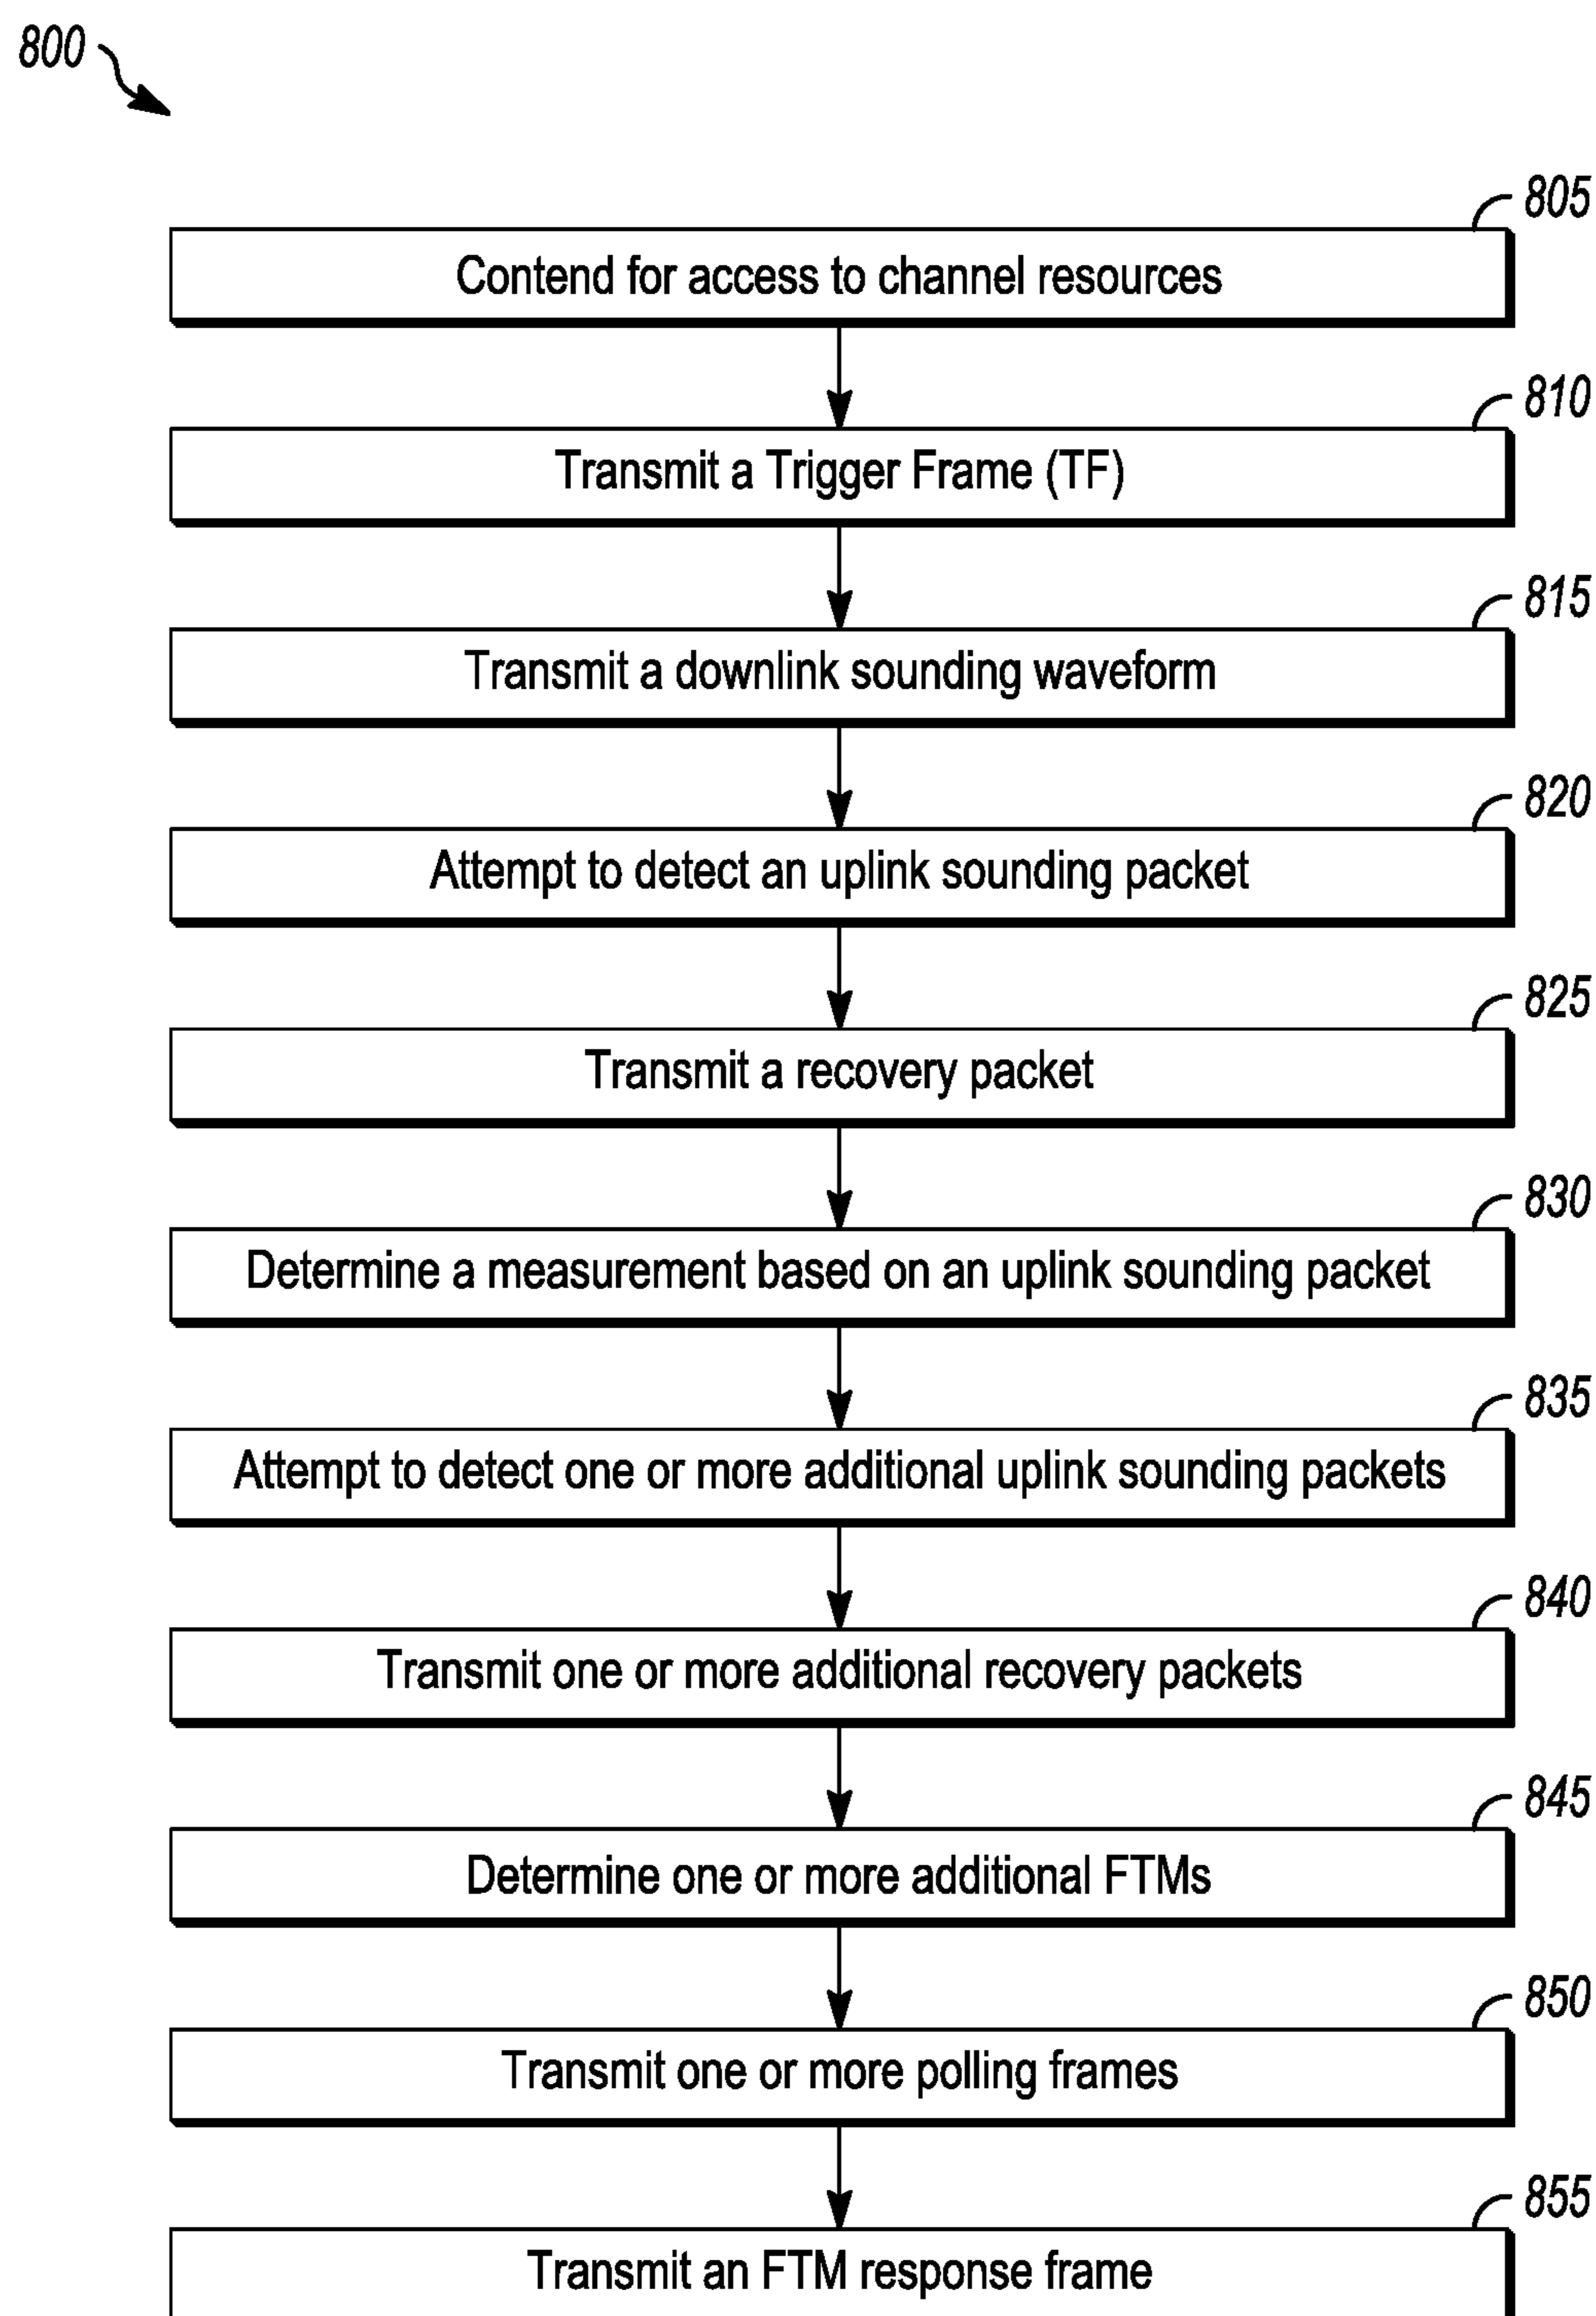 800
805
Contend for access to channel resources
810
Transmit a Trigger Frame (TF)
815
Transmit a downlink sounding waveform
820
Attempt to detect an uplink sounding packet
825
Transmit a recovery packet
830
Determine a measurement based on an uplink sounding packet
835
Attempt to detect one or more additional uplink sounding packets
840
Transmit one or more additional recovery packets
845
Determine one or more additional FTMs
850
Transmit one or more polling frames
855
Transmit an FTM response frame